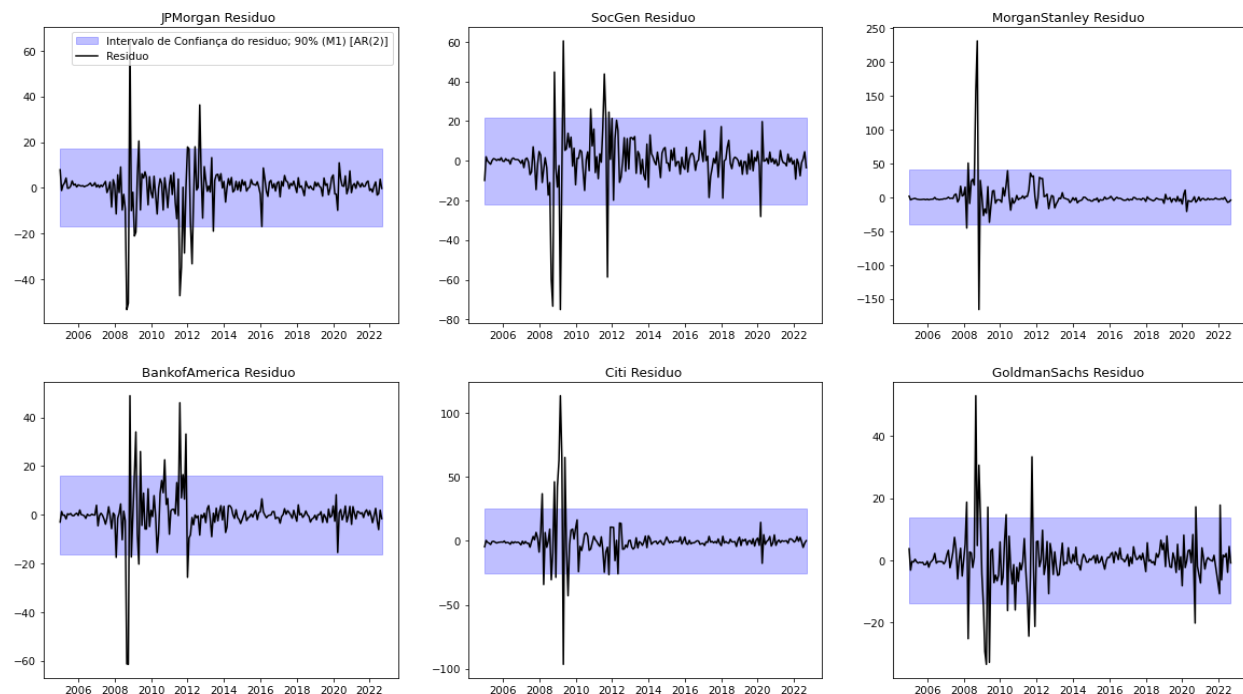 JPMorgan Residuo
Intervalo de Confiança do residuo; 90% (M1) [AR(2)]
Residuo
60
40
20
0
−20
−40
2006 2008 2010 2012 2014 2016 2018 2020 2022
SocGen Residuo
60
40
20
0
−20
−40
−60
−80
2006 2008 2010 2012 2014 2016 2018 2020 2022
MorganStanley Residuo
250
200
150
100
50
0
−50
−100
−150
2006 2008 2010 2012 2014 2016 2018 2020 2022
BankofAmerica Residuo
40
20
0
−20
−40
−60
2006 2008 2010 2012 2014 2016 2018 2020 2022
Citi Residuo
100
50
0
−50
−100
2006 2008 2010 2012 2014 2016 2018 2020 2022
GoldmanSachs Residuo
40
20
0
−20
2006 2008 2010 2012 2014 2016 2018 2020 2022